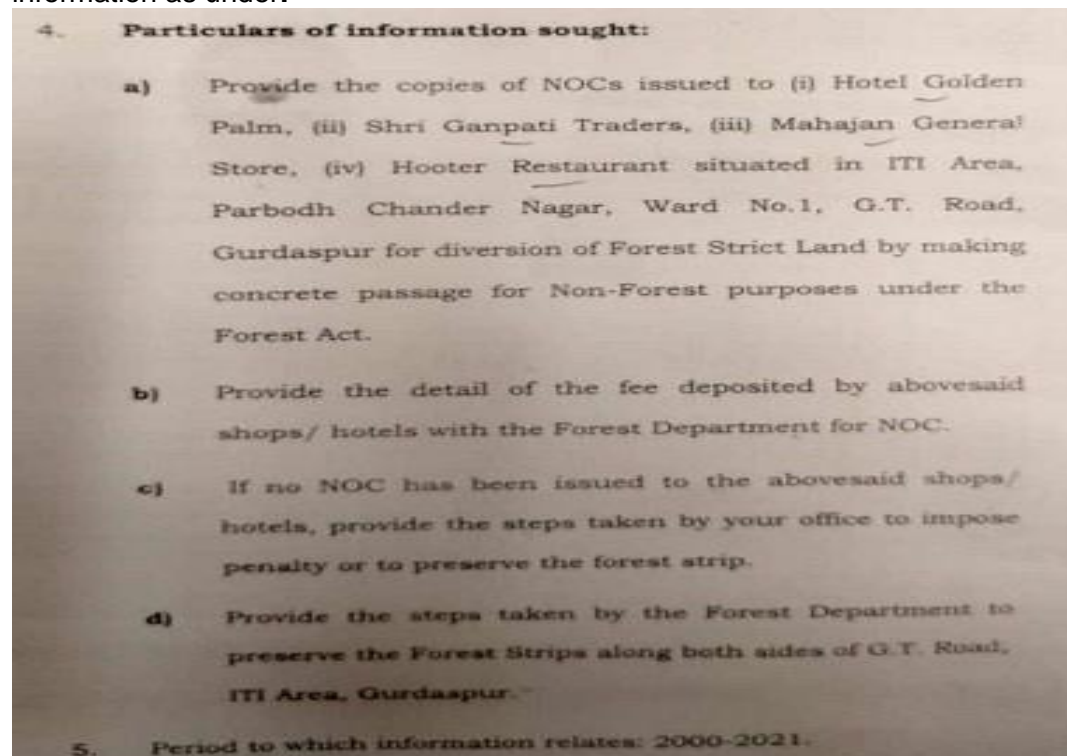 information as under.
4. Particulars of information sought:
a) Provide the copies of NOCs issued to (i) Hotel Golden
Palm, (ii) Shri Ganpati Traders, (iii) Mahajan General
Store, (iv) Hooter Restaurant situated in ITI Area,
Parbodh Chander Nagar, Ward No.1, G.T. Road,
Gurdaspur for diversion of Forest Strict Land by making
concrete passage for Non-Forest purposes under the
Forest Act.
b) Provide the detail of the fee deposited by abovesaid
shops/ hotels with the Forest Department for NOC.
c) If no NOC has been issued to the abovesaid shops/
hotels, provide the steps taken by your office to impose
penalty or to preserve the forest strip.
d) Provide the steps taken by the Forest Department to
preserve the Forest Strips along both sides of G.T. Road,
ITI Area, Gurdaspur.
5. Period to which information relates: 2000-2021.